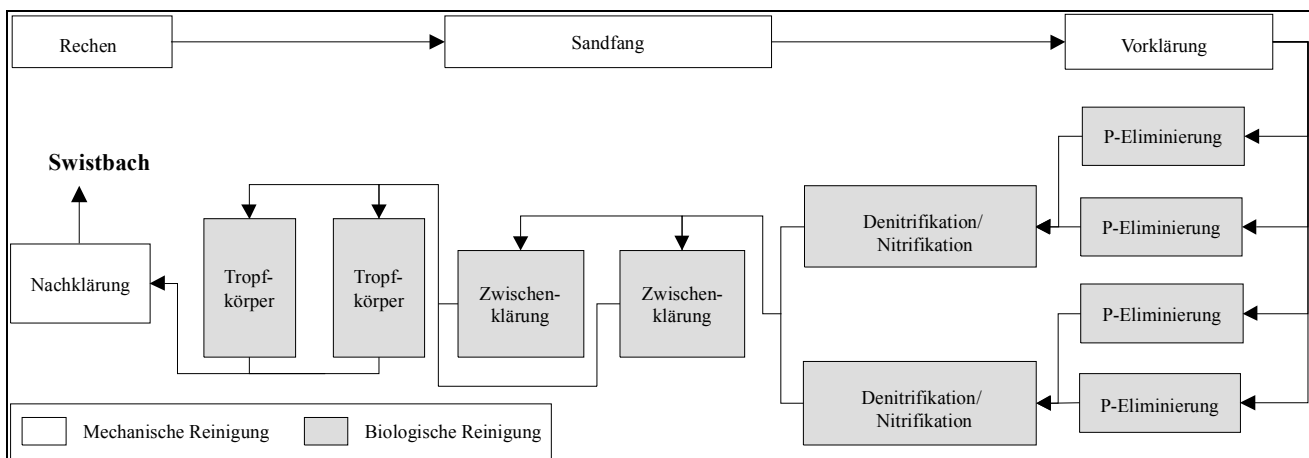 Rechen
Sandfang
Vorklärung
P-Eliminierung
Swistbach
Denitrifikation/
Nitrifikation
P-Eliminierung
Nachklärung
Tropf-
körper
Tropf-
körper
Zwischen-
klärung
Zwischen-
klärung
P-Eliminierung
Denitrifikation/
Nitrifikation
P-Eliminierung
Mechanische Reinigung
Biologische Reinigung